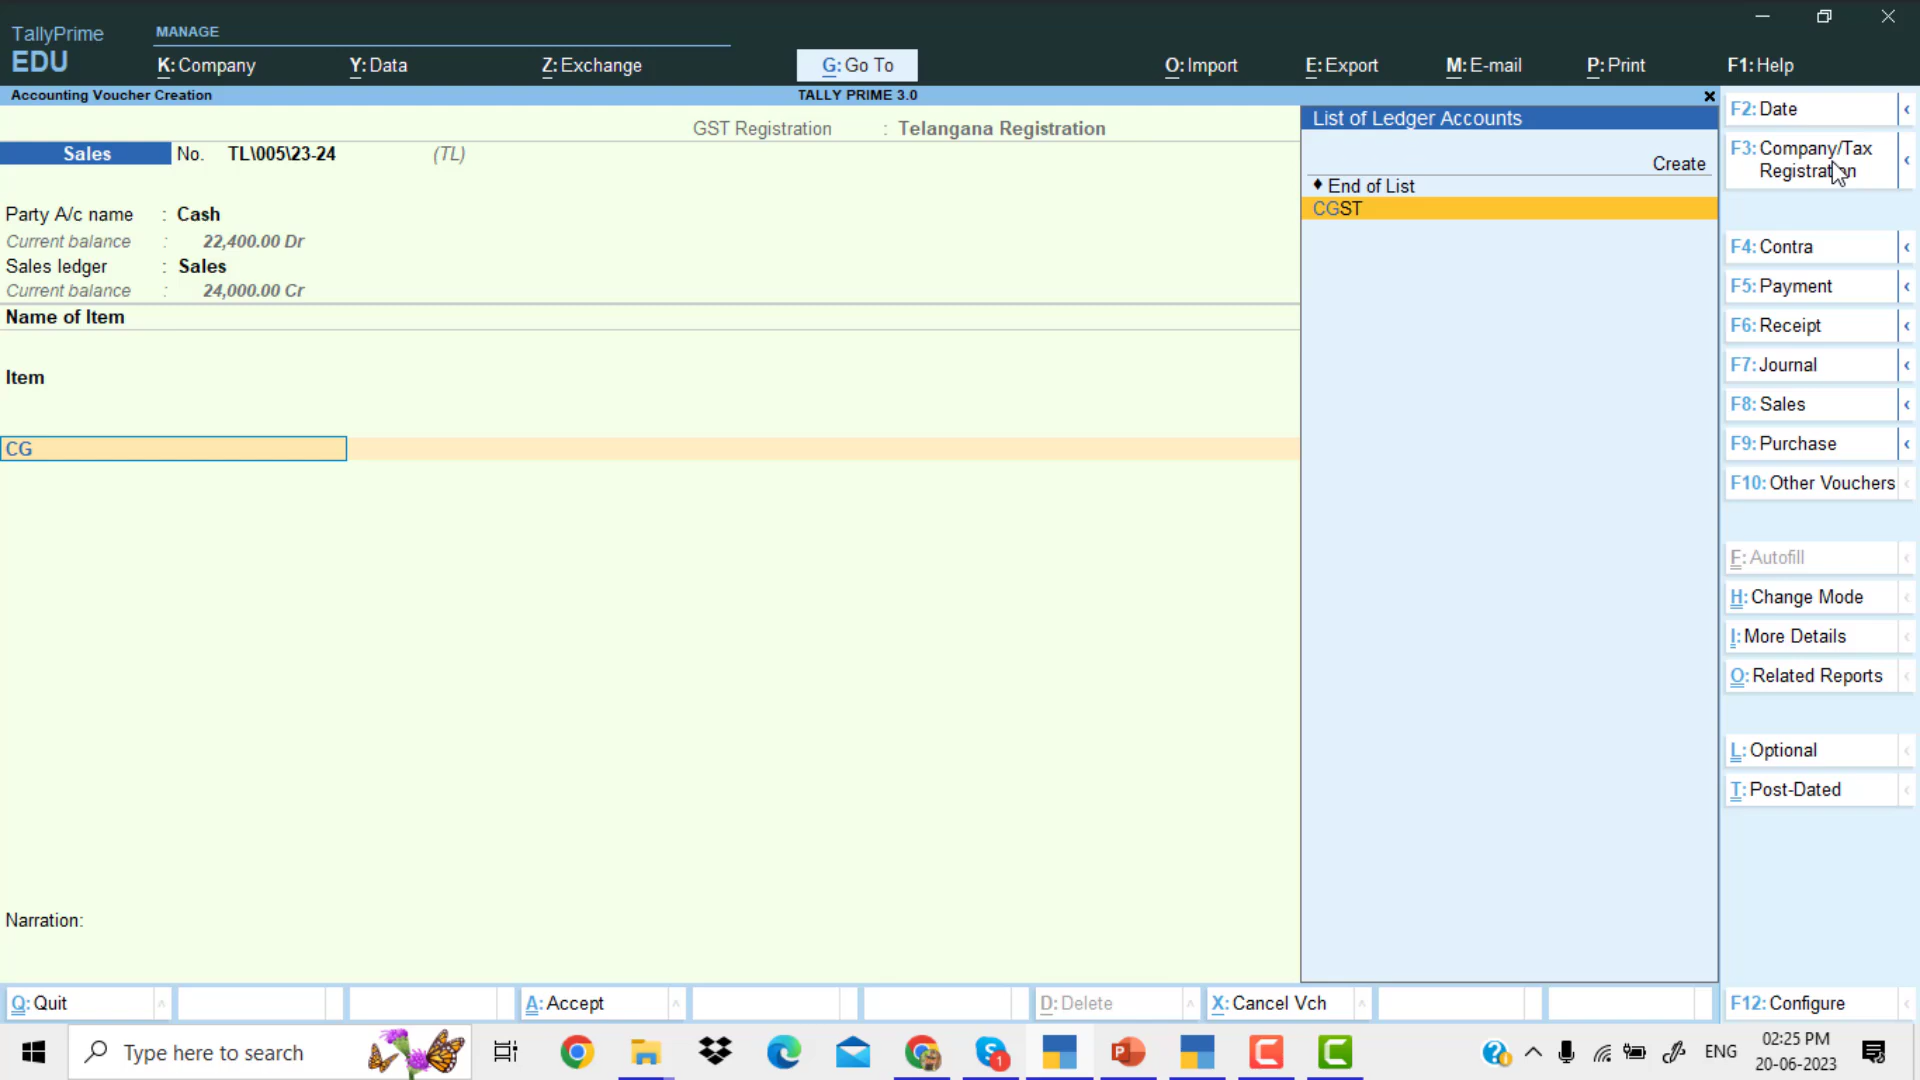 TallyPrime
EDU
MANAGE
K: Company
Y: Data
Z: Exchange
G: Go To
O: Import
E: Export
M: E-mail
P: Print
F1: Help
Accounting Voucher Creation
TALLY PRIME 3.0
GST Registration : Telangana Registration
Sales No. TL\005\23-24 (TL)
Party A/c name : Cash
Current balance : 22,400.00 Dr
Sales ledger : Sales
Current balance : 24,000.00 Cr
Name of Item
Item
CG
Narration:
List of Ledger Accounts
Create
♦ End of List
CGST
F2: Date
F3: Company/Tax
Registration
F4: Contra
F5: Payment
F6: Receipt
F7: Journal
F8: Sales
F9: Purchase
F10: Other Vouchers
F: Autofill
H: Change Mode
I: More Details
O: Related Reports
L: Optional
T: Post-Dated
F12: Configure
Q: Quit
A: Accept
D: Delete
X: Cancel Vch
Type here to search
1
ENG
02:25 PM
20-06-2023